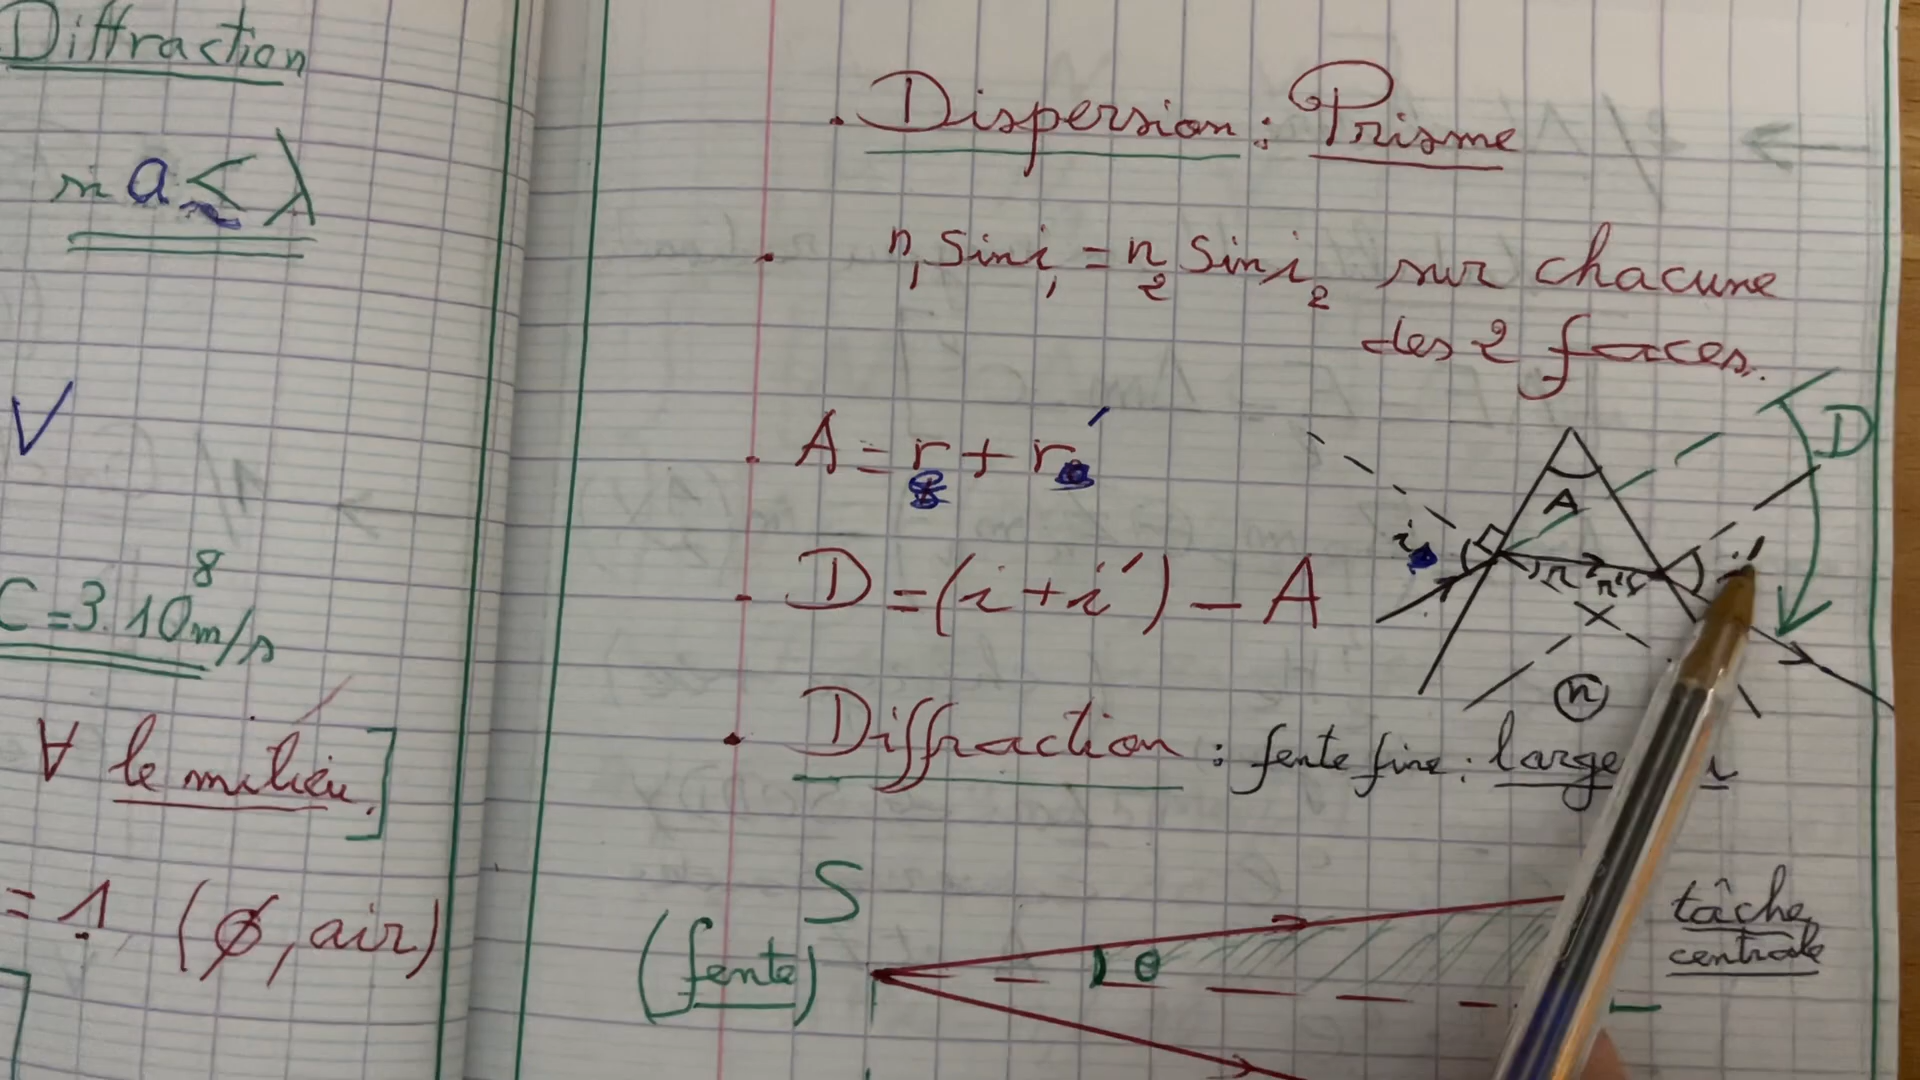 Diffraction
si a ≲ λ
V
C = 3.10⁸ m/s
∀ le milieu.]
= 1 (∅, air)
. Dispersion : Prisme
. n₁ sin i₁ = n₂ sin i₂ sur chacune
des 2 faces.
. A = r + r'
. D = (i + i') - A
D
A
i
i'
r
r'
n
. Diffraction : fente fine :
S
(fente)
θ
tâche
centrale